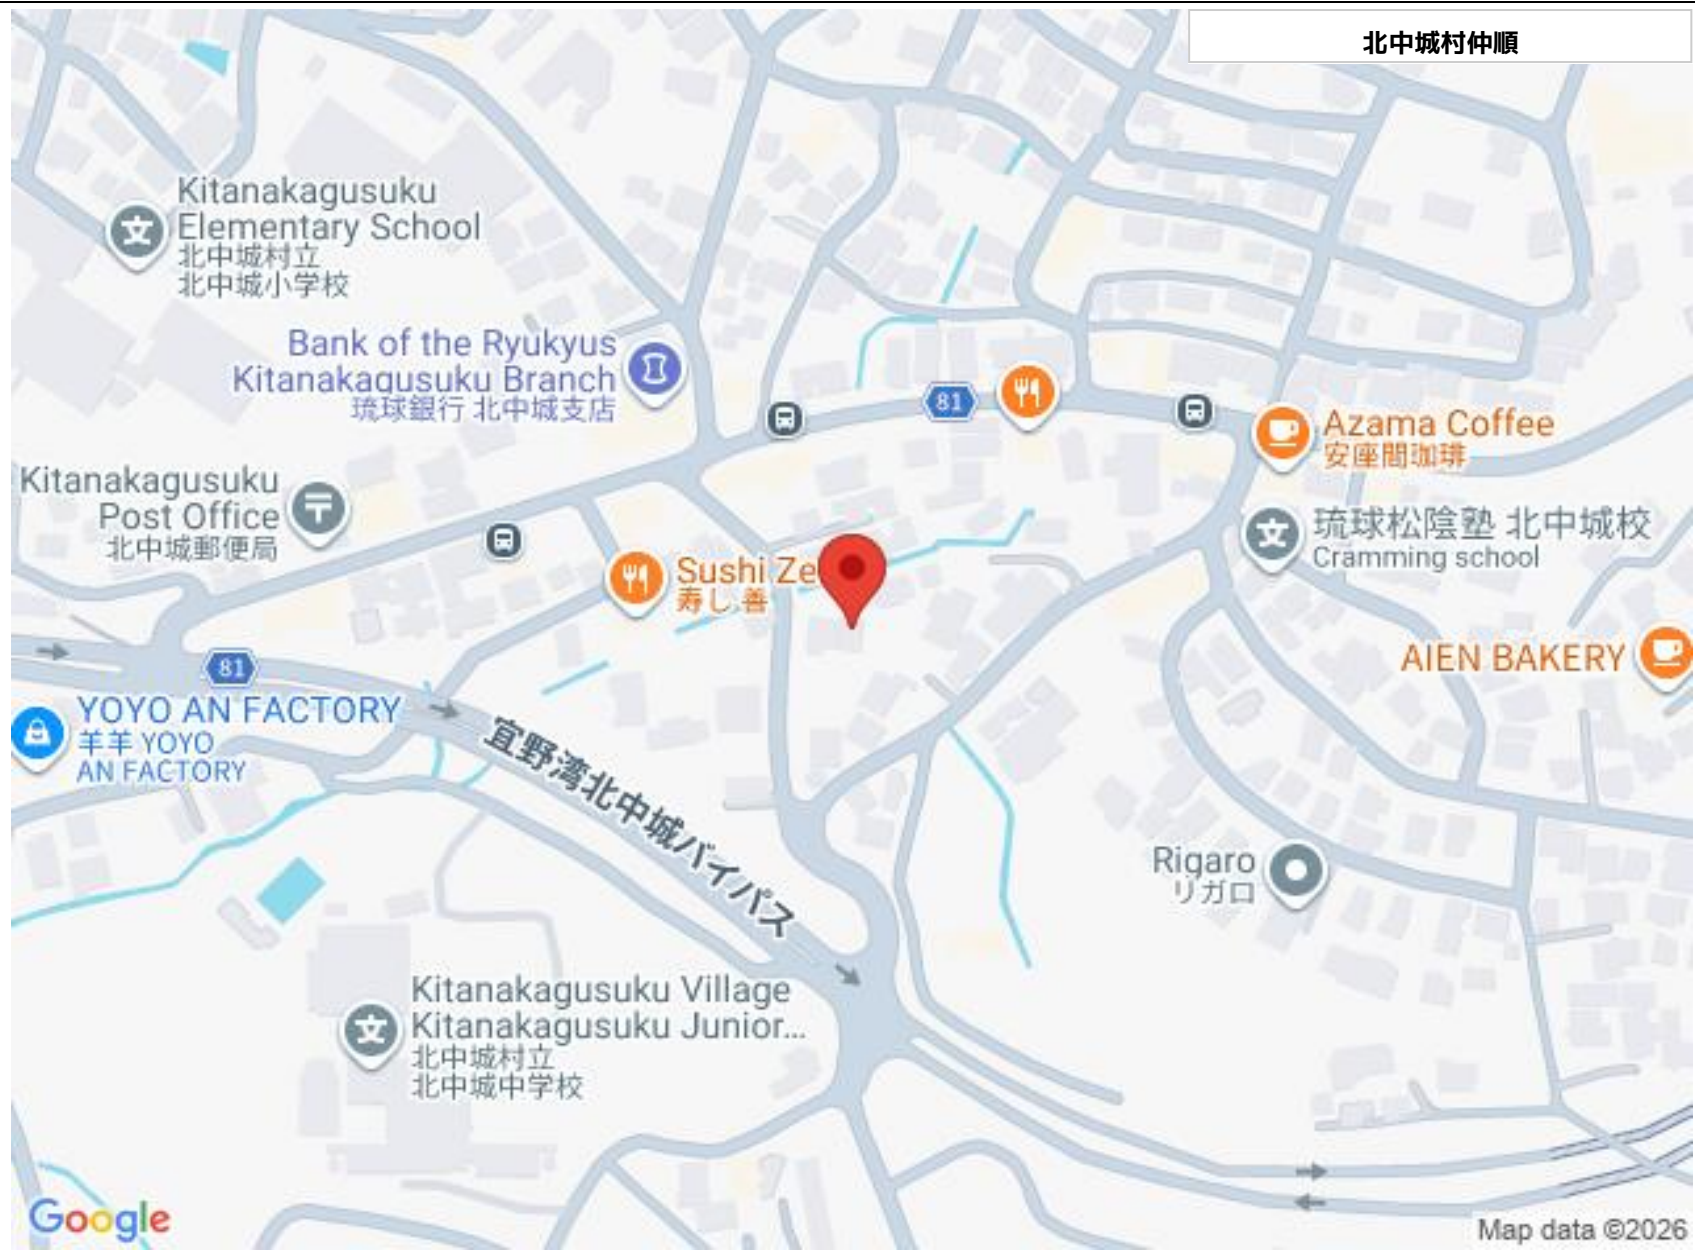 北中城村仲順
Kitanakagusuku
Elementary School
北中城村立
北中城小学校
Bank of the Ryukyus
Kitanakagusuku Branch
琉球銀行 北中城支店
81
Azama Coffee
安座間珈琲
Kitanakagusuku
Post Office
北中城郵便局
琉球松陰塾 北中城校
Cramming school
Sushi Ze
寿し 善
AIEN BAKERY
81
YOYO AN FACTORY
羊羊 YOYO
AN FACTORY
宜野湾北中城バイパス
Rigaro
リガロ
Kitanakagusuku Village
Kitanakagusuku Junior...
北中城村立
北中城中学校
Google
Map data ©2026